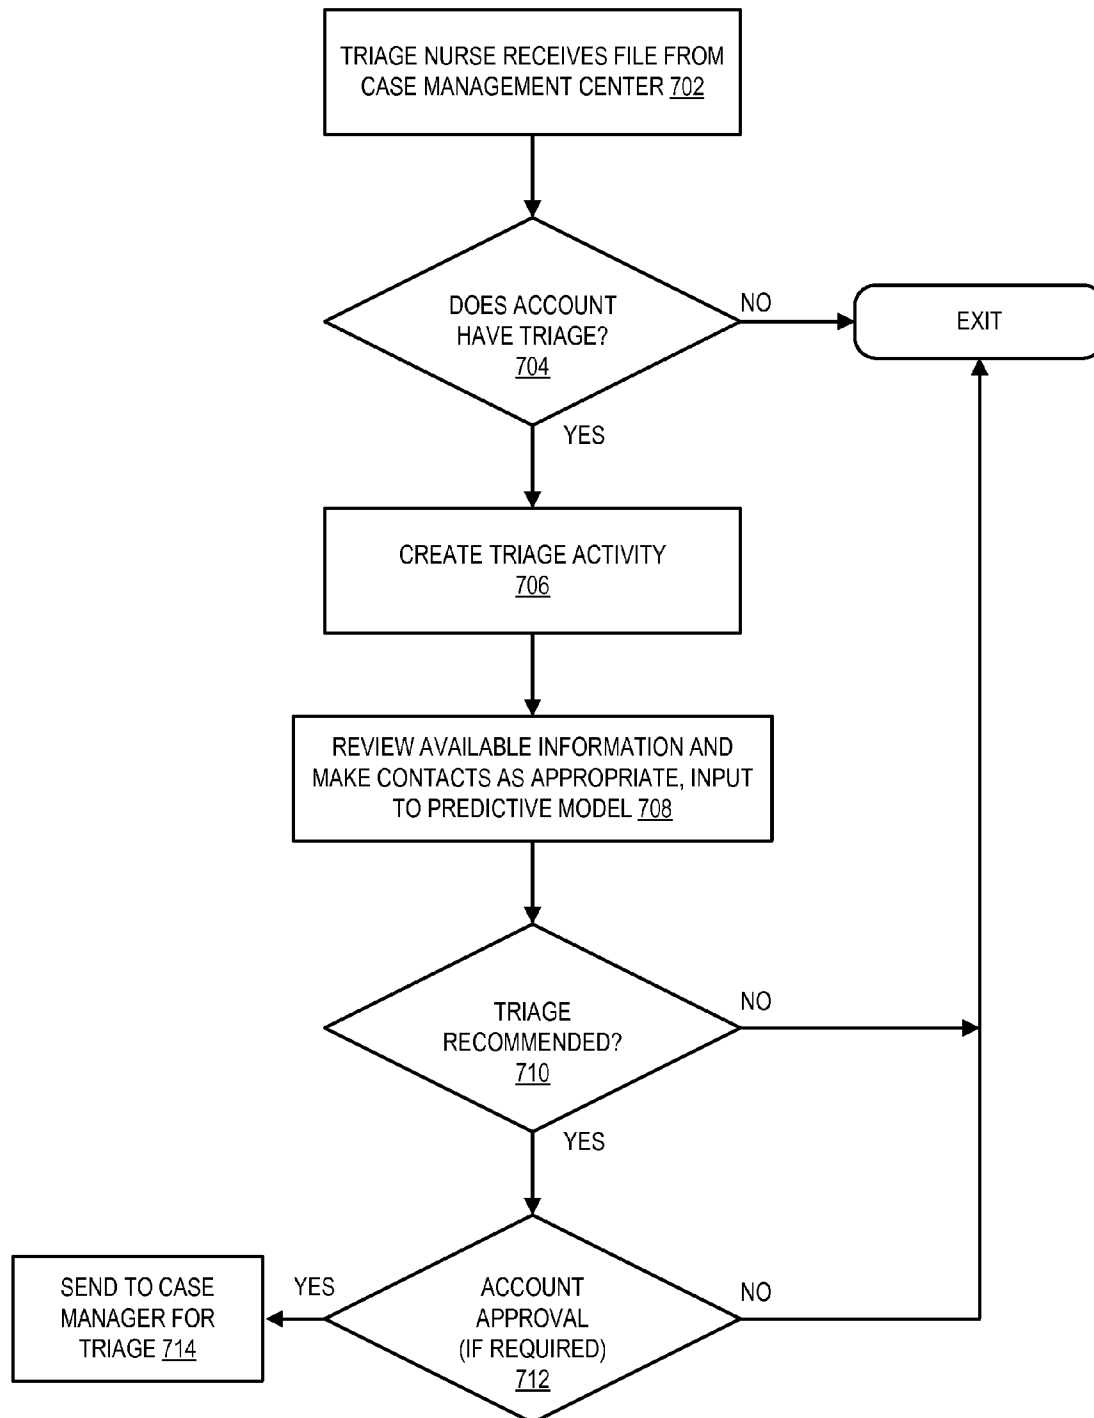 TRIAGE NURSE RECEIVES FILE FROM
CASE MANAGEMENT CENTER 702
DOES ACCOUNT
HAVE TRIAGE?
704
NO
EXIT
YES
CREATE TRIAGE ACTIVITY
706
REVIEW AVAILABLE INFORMATION AND
MAKE CONTACTS AS APPROPRIATE, INPUT
TO PREDICTIVE MODEL 708
TRIAGE
RECOMMENDED?
710
NO
YES
SEND TO CASE
MANAGER FOR
TRIAGE 714
YES
ACCOUNT
APPROVAL
(IF REQUIRED)
712
NO